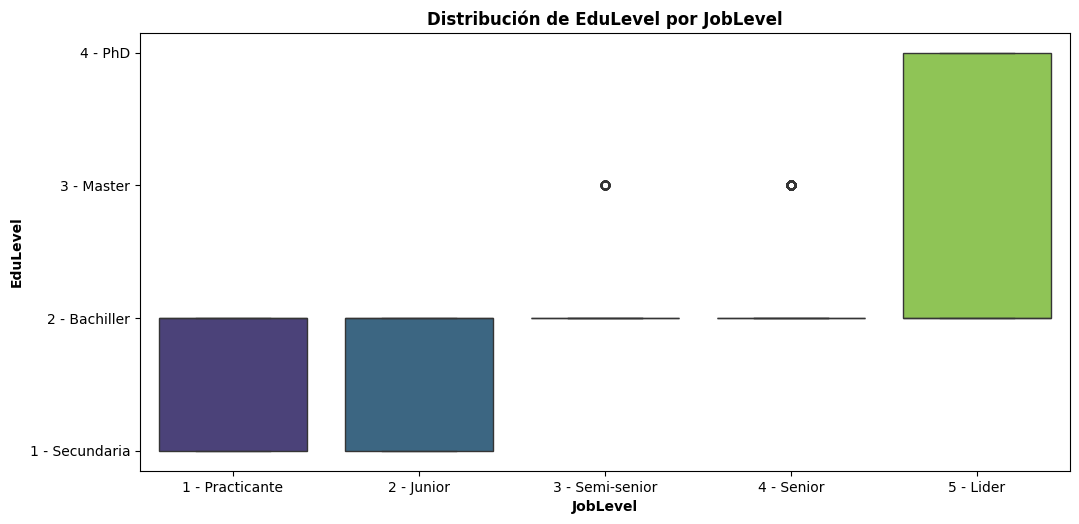 Distribución de EduLevel por JobLevel
4 - PhD
3 - Master
2 - Bachiller
1 - Secundaria
EduLevel
1 - Practicante
2 - Junior
3 - Semi-senior
4 - Senior
5 - Lider
JobLevel